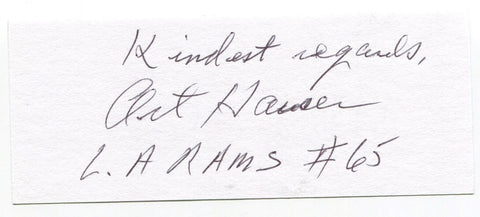 Kindest regards,
Art Hauser
L. A RAMS #65